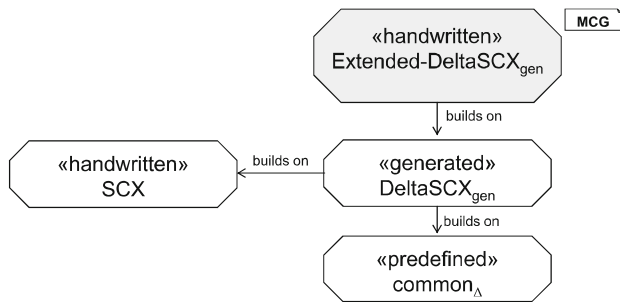 «handwritten»
Extended-DeltaSCXgen
MCG
builds on
«handwritten»
SCX
builds on
«generated»
DeltaSCXgen
builds on
«predefined»
commonΔ